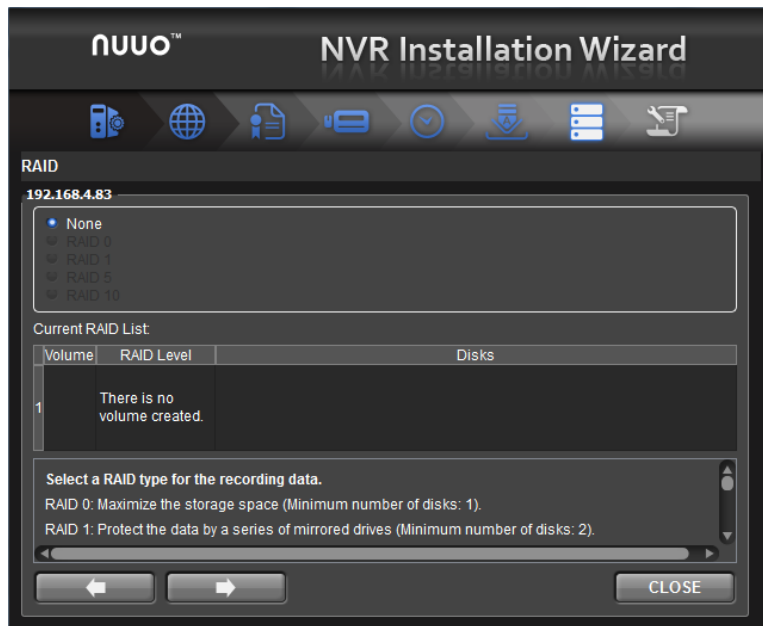 nuuo™
NVR Installation Wizard
RAID
192.168.4.83
None
RAID 0
RAID 1
RAID 5
RAID 10
Current RAID List:
Volume RAID Level Disks
1 There is no
volume created.
Select a RAID type for the recording data.
RAID 0: Maximize the storage space (Minimum number of disks: 1).
RAID 1: Protect the data by a series of mirrored drives (Minimum number of disks: 2).
CLOSE